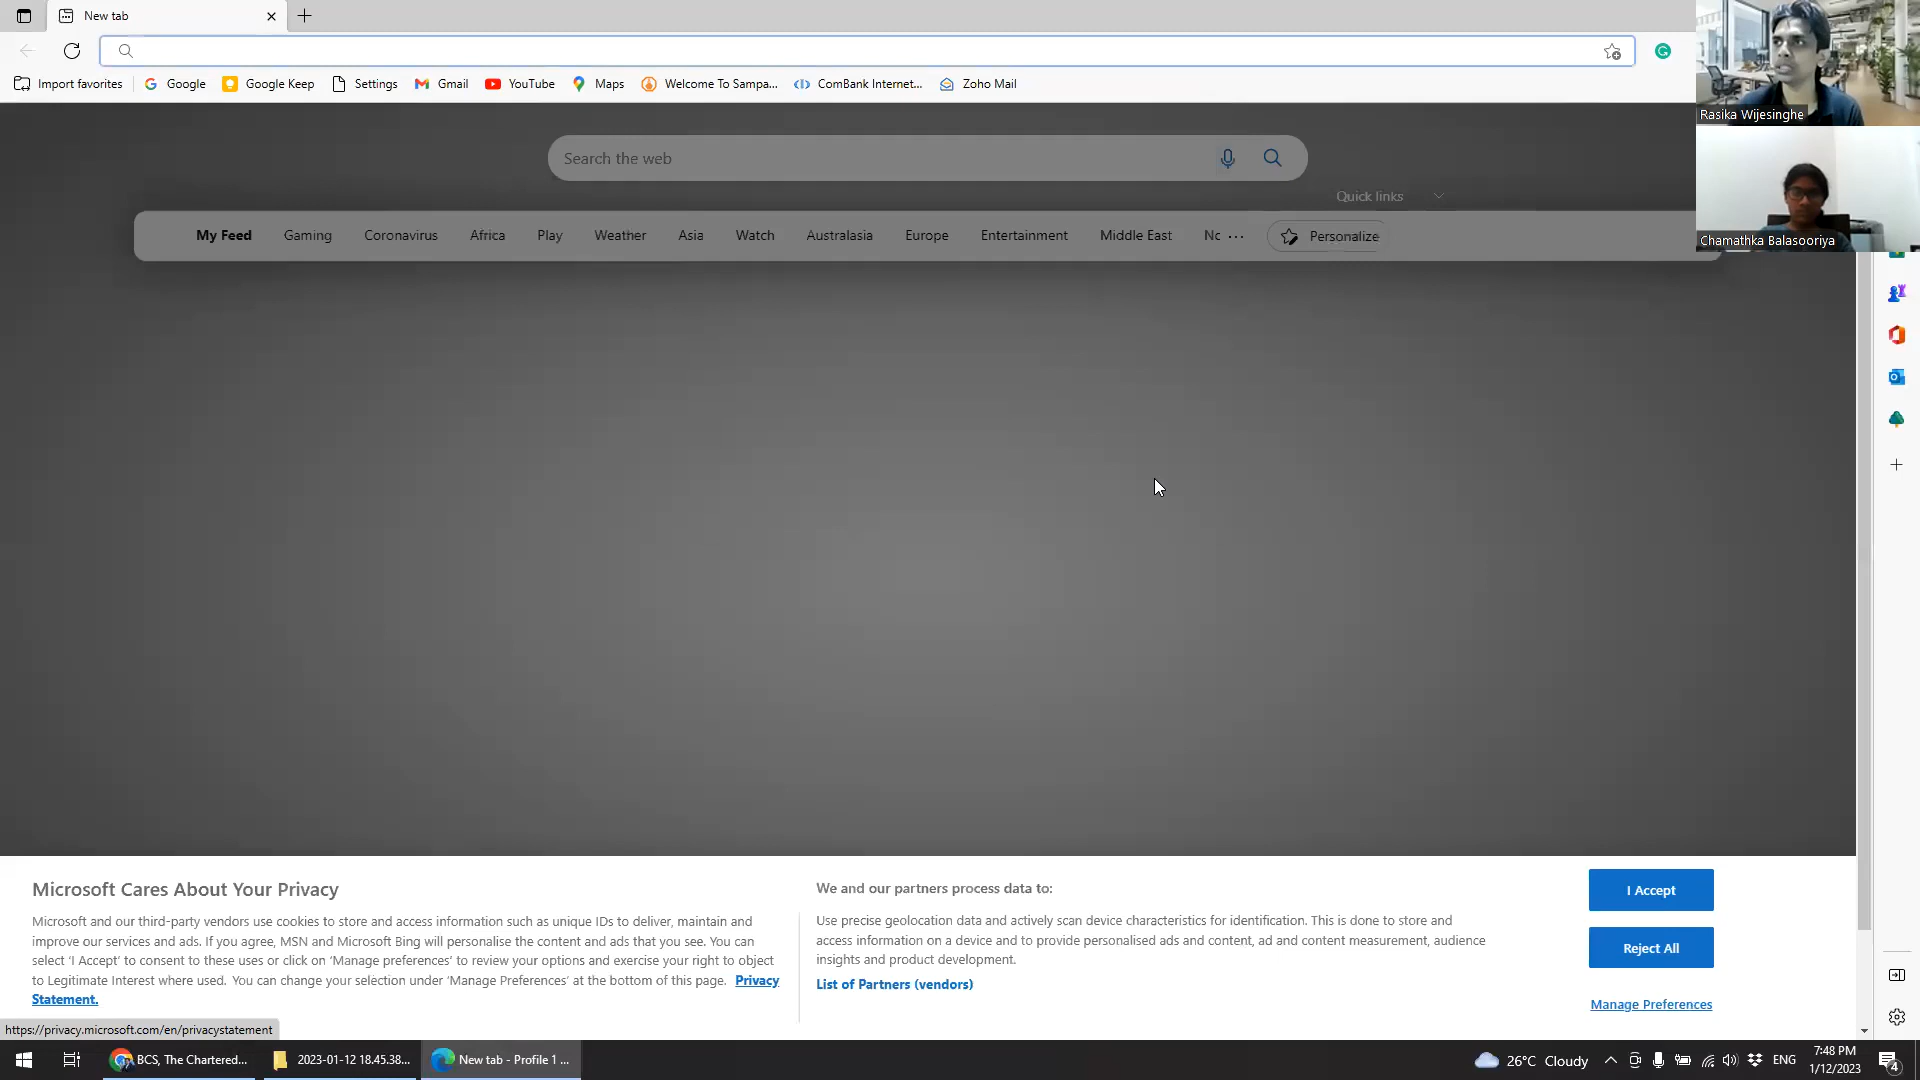 New tab
Import favorites Google Google Keep Settings Gmail YouTube Maps Welcome To Sampa... ComBank Internet... Zoho Mail
Rasika Wijesinghe
Search the web
Quick links
My Feed Gaming Coronavirus Africa Play Weather Asia Watch Australasia Europe Entertainment Middle East Nc ... Personalize
Chamathka Balasooriya
Microsoft Cares About Your Privacy
Microsoft and our third-party vendors use cookies to store and access information such as unique IDs to deliver, maintain and
improve our services and ads. If you agree, MSN and Microsoft Bing will personalise the content and ads that you see. You can
select ‘I Accept’ to consent to these uses or click on ‘Manage preferences’ to review your options and exercise your right to object
to Legitimate Interest where used. You can change your selection under ‘Manage Preferences’ at the bottom of this page. Privacy
Statement.
We and our partners process data to:
Use precise geolocation data and actively scan device characteristics for identification. This is done to store and
access information on a device and to provide personalised ads and content, ad and content measurement, audience
insights and product development.
List of Partners (vendors)
I Accept
Reject All
Manage Preferences
https://privacy.microsoft.com/en/privacystatement
BCS, The Chartered... 2023-01-12 18.45.38... New tab - Profile 1 ... 26°C Cloudy ENG 7:48 PM
1/12/2023
4